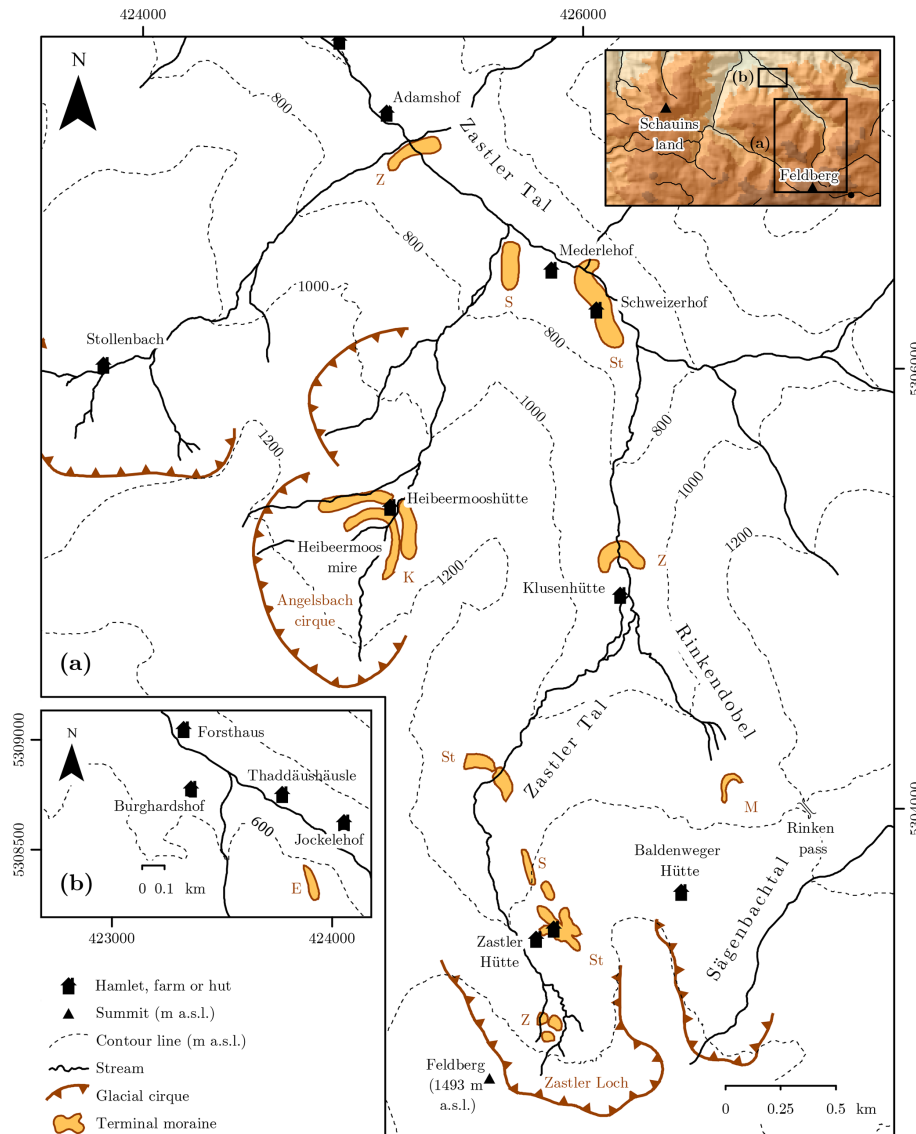 424000
426000
N
800
Adamshof
Zastler Tal
(b)
Schauins
land
(a)
Feldberg
Z
800
Mederlehof
1000
S
Schweizerhof
Stollenbach
800
St
5306000
1000
800
1200
1000
Heibeermooshütte
1200
Heibeermoos
mire
K
1200
Z
Klusenhütte
Angelsbach
cirque
Rinkendobel
(a)
Zastler Tal
St
M
5304000
Rinken
pass
N
5309000
Forsthaus
Thaddäushäusle
Burghardshof
600
Jockelehof
5308500
(b)
0 0.1 km
E
423000
424000
Baldenweger
Hütte
S
Sägenbachtal
Zastler
Hütte
St
Z
Feldberg
(1493 m
a.s.l.)
Zastler Loch
Hamlet, farm or hut
Summit (m a.s.l.)
Contour line (m a.s.l.)
Stream
Glacial cirque
Terminal moraine
0 0.25 0.5 km